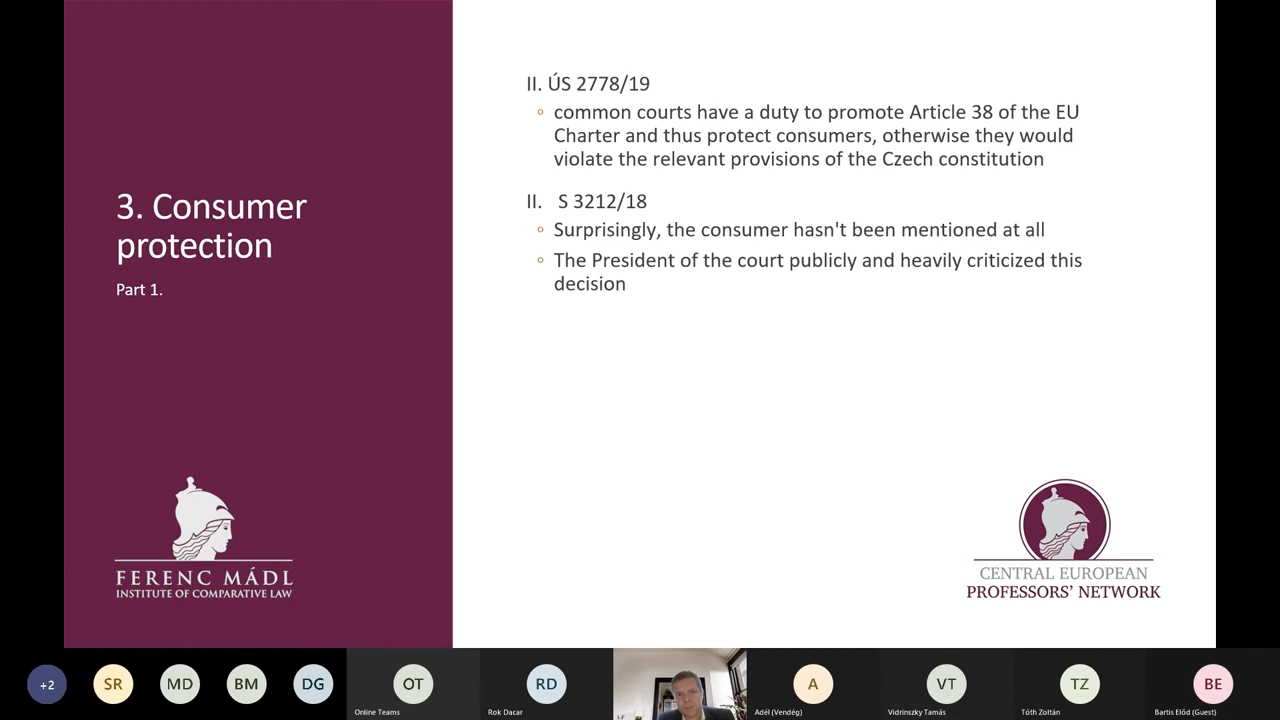 3. Consumer
protection
Part 1.
II. ÚS 2778/19
common courts have a duty to promote Article 38 of the EU
Charter and thus protect consumers, otherwise they would
violate the relevant provisions of the Czech constitution
II. S 3212/18
Surprisingly, the consumer hasn't been mentioned at all
The President of the court publicly and heavily criticized this
decision
FERENC MÁDL
INSTITUTE OF COMPARATIVE LAW
CENTRAL EUROPEAN
PROFESSORS' NETWORK
+2
SR
MD
BM
DG
OT
Online Teams
RD
Rok Dacar
A
Adél (Vendég)
VT
Vidrinszky Tamás
TZ
Tóth Zoltán
BE
Bartis Előd (Guest)